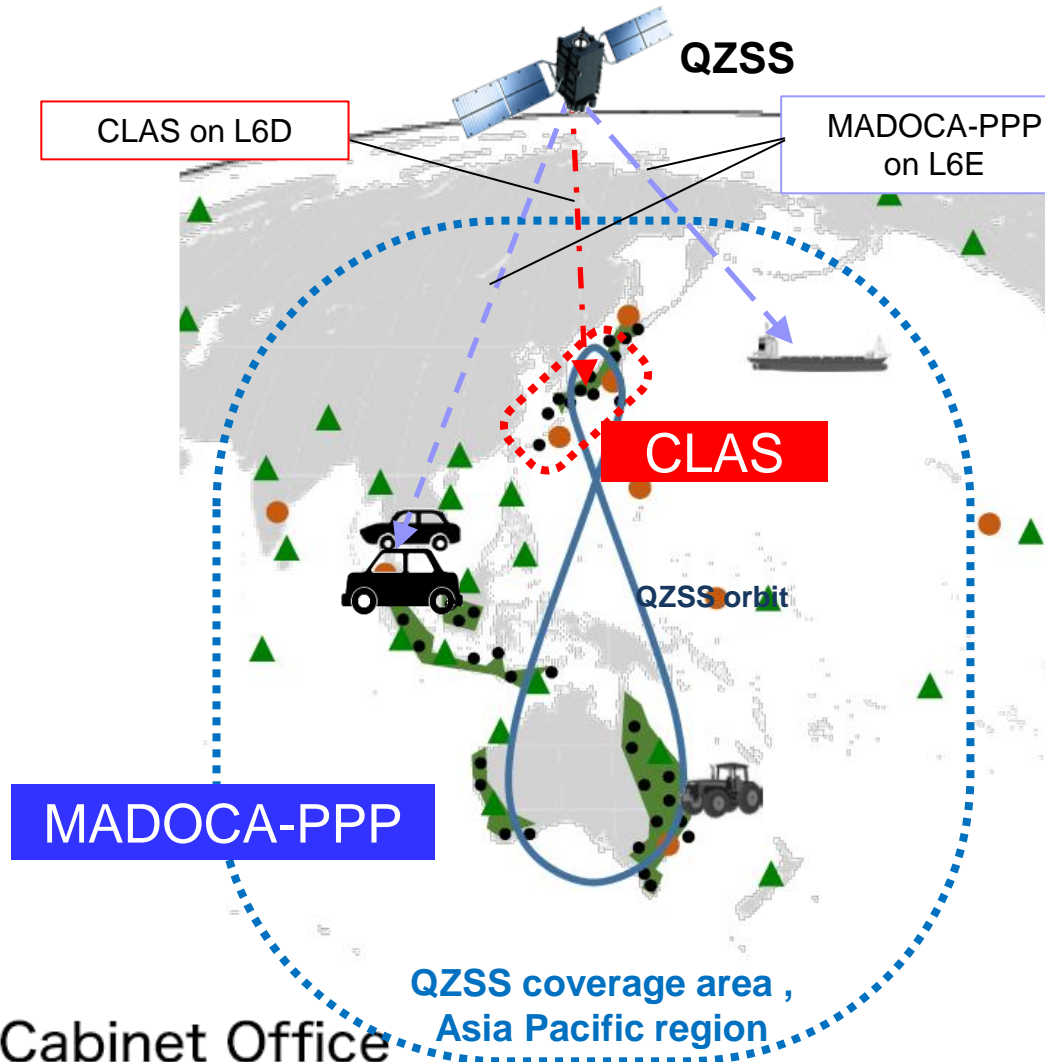 QZSS
CLAS on L6D
MADOCA-PPP
on L6E
CLAS
QZSS orbit
MADOCA-PPP
QZSS coverage area ,
Asia Pacific region
Cabinet Office